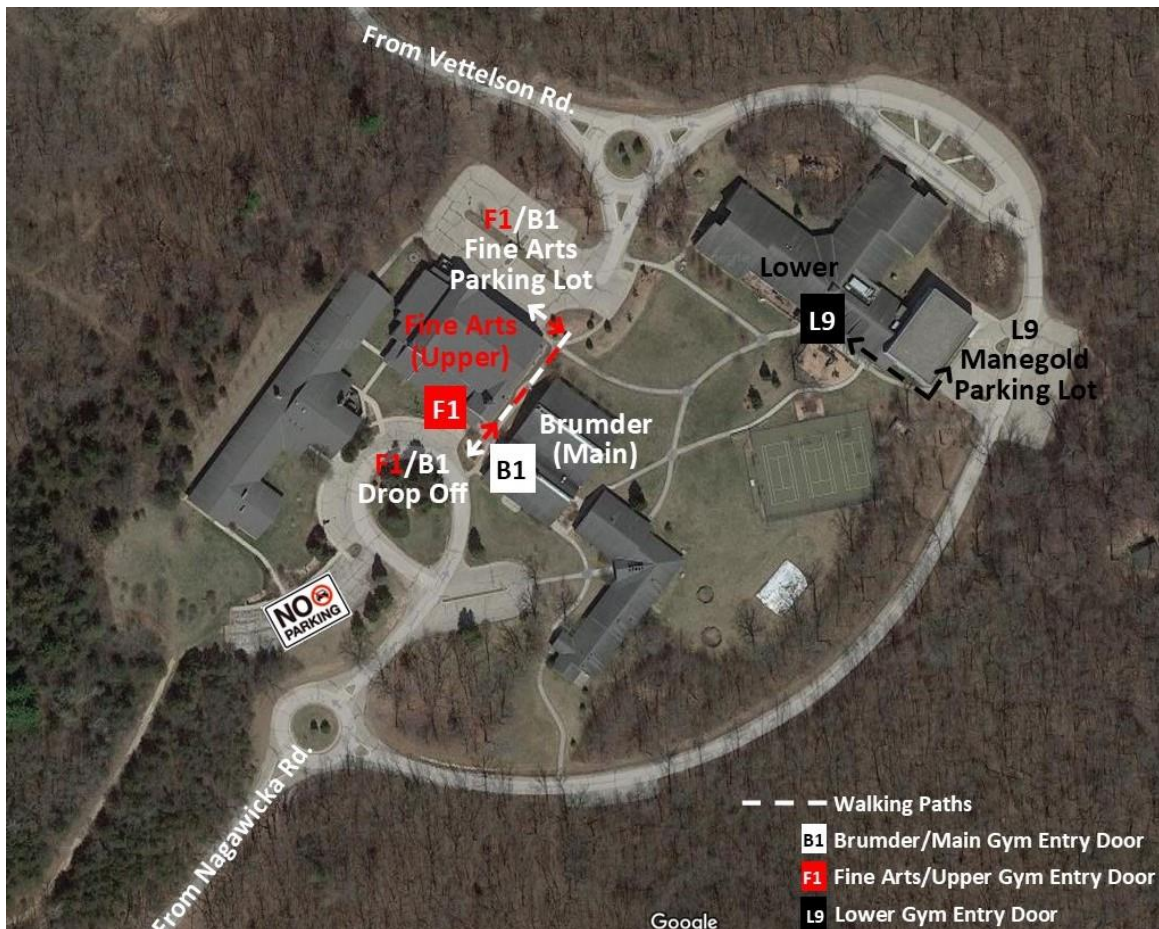 From Vettelson Rd.
F1/B1
Fine Arts
Parking Lot
Lower
L9
L9
Manegold
Parking Lot
Fine Arts
(Upper)
F1
Brumder
(Main)
B1
F1/B1
Drop Off
NO
PARKING
From Nagawicka Rd.
Walking Paths
B1 Brumder/Main Gym Entry Door
F1 Fine Arts/Upper Gym Entry Door
L9 Lower Gym Entry Door
Google